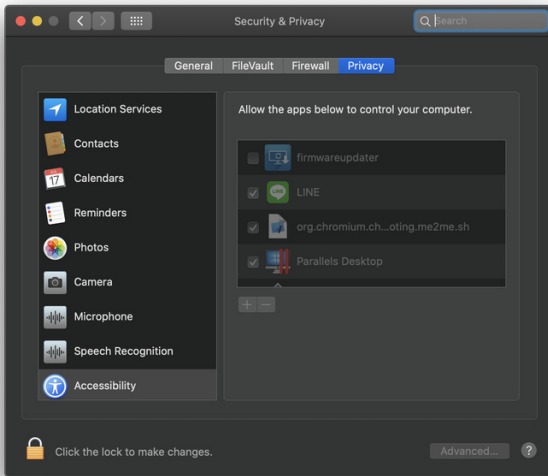 Security & Privacy
Search
General
FileVault
Firewall
Privacy
Location Services
Contacts
Calendars
Reminders
Photos
Camera
Microphone
Speech Recognition
Accessibility
Allow the apps below to control your computer.
firmwareupdater
LINE
org.chromium.ch...oting.me2me.sh
Parallels Desktop
+
−
Click the lock to make changes.
Advanced...
?